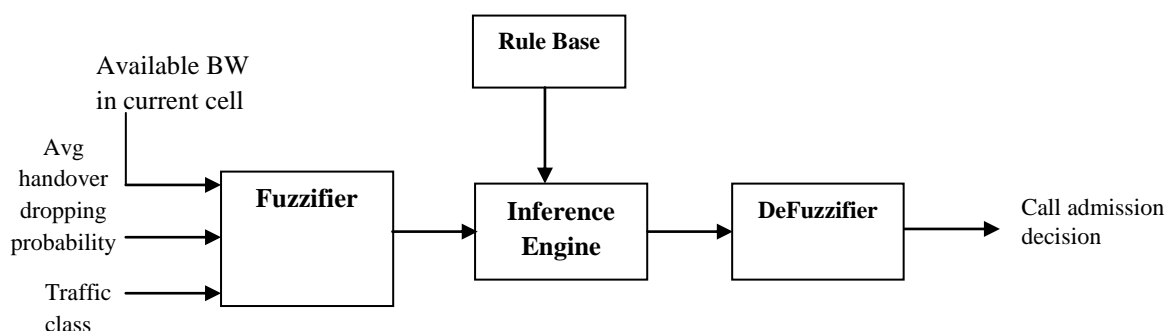 Rule Base
Available BW
in current cell
Avg
handover
dropping
probability
Traffic
class
Fuzzifier
Inference
Engine
DeFuzzifier
Call admission
decision